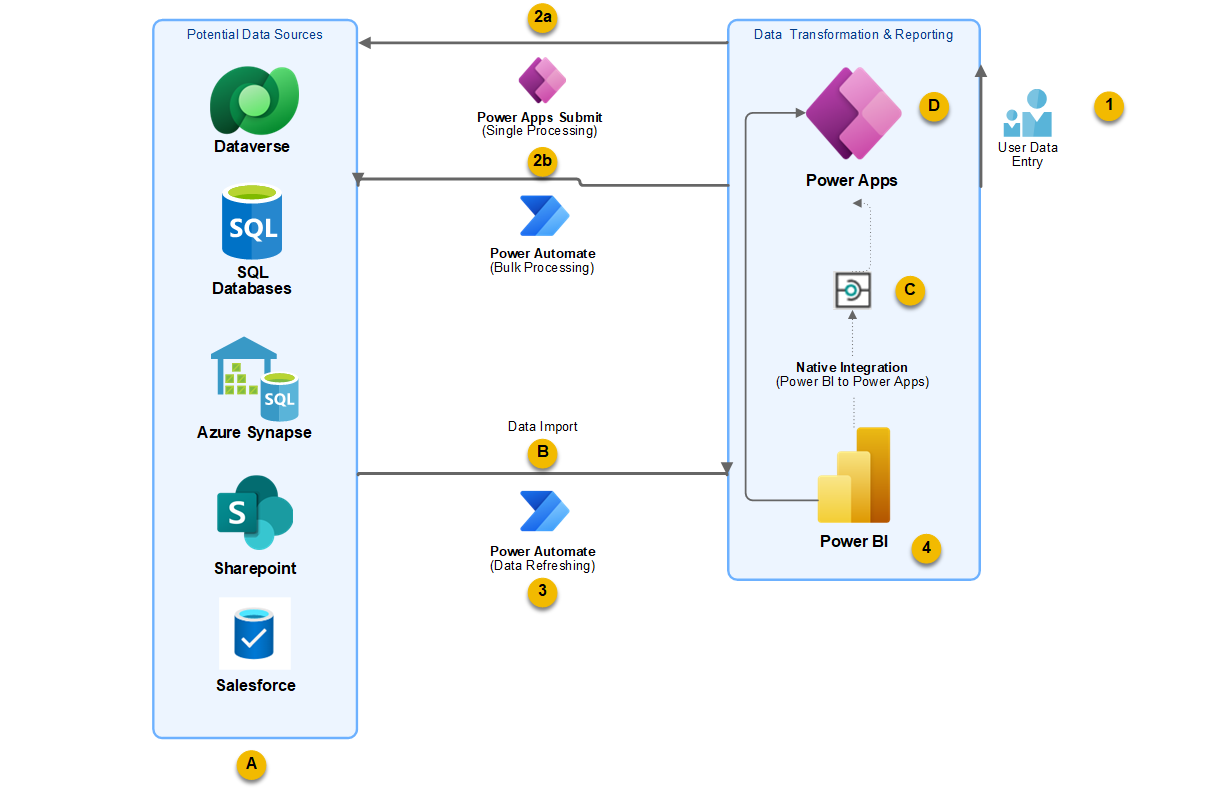 2a
Potential Data Sources
Data Transformation & Reporting
D
1
Power Apps Submit
(Single Processing)
Dataverse
User Data
Entry
2b
Power Apps
SQL
Power Automate
(Bulk Processing)
SQL
Databases
C
Native Integration
(Power BI to Power Apps)
SQL
Azure Synapse
Data Import
B
S
Power BI
4
Power Automate
(Data Refreshing)
Sharepoint
3
Salesforce
A